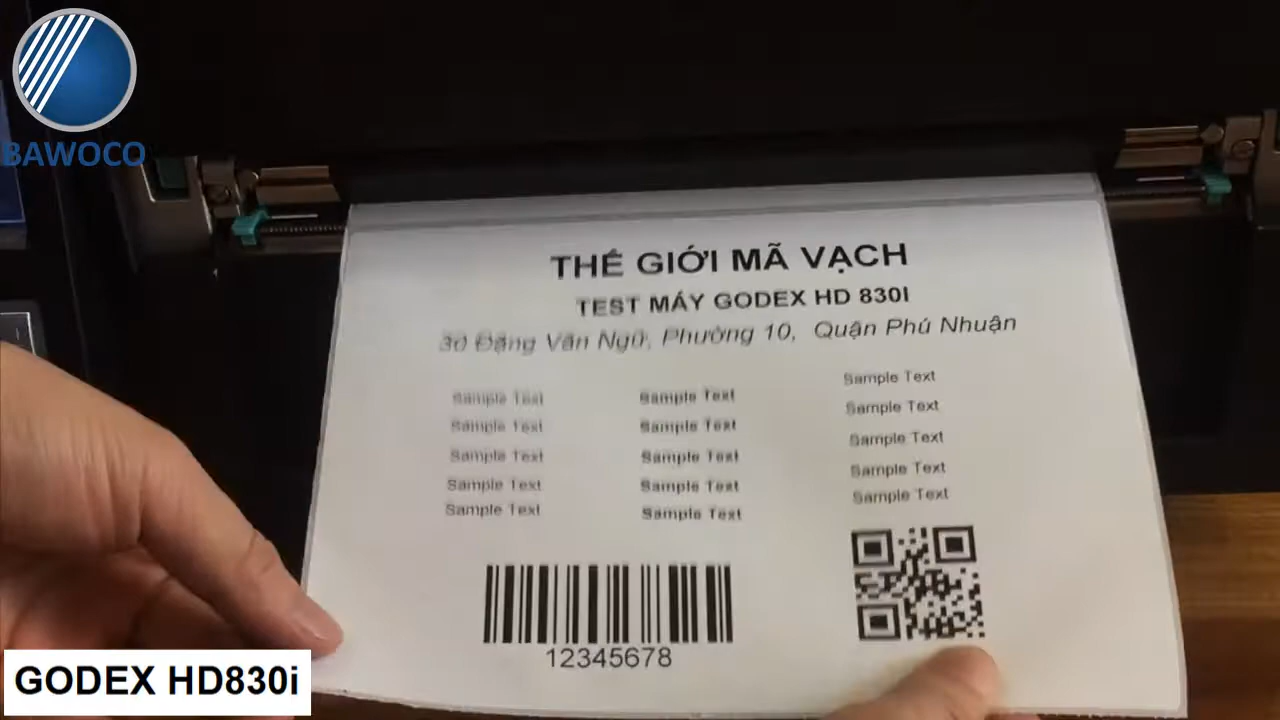 BAWOCO
THẾ GIỚI MÃ VẠCH
TEST MÁY GODEX HD 830I
30 Đặng Văn Ngữ, Phường 10, Quận Phú Nhuận
Sample Text Sample Text Sample Text
Sample Text Sample Text Sample Text
Sample Text Sample Text Sample Text
Sample Text Sample Text Sample Text
Sample Text Sample Text Sample Text
12345678
GODEX HD830i